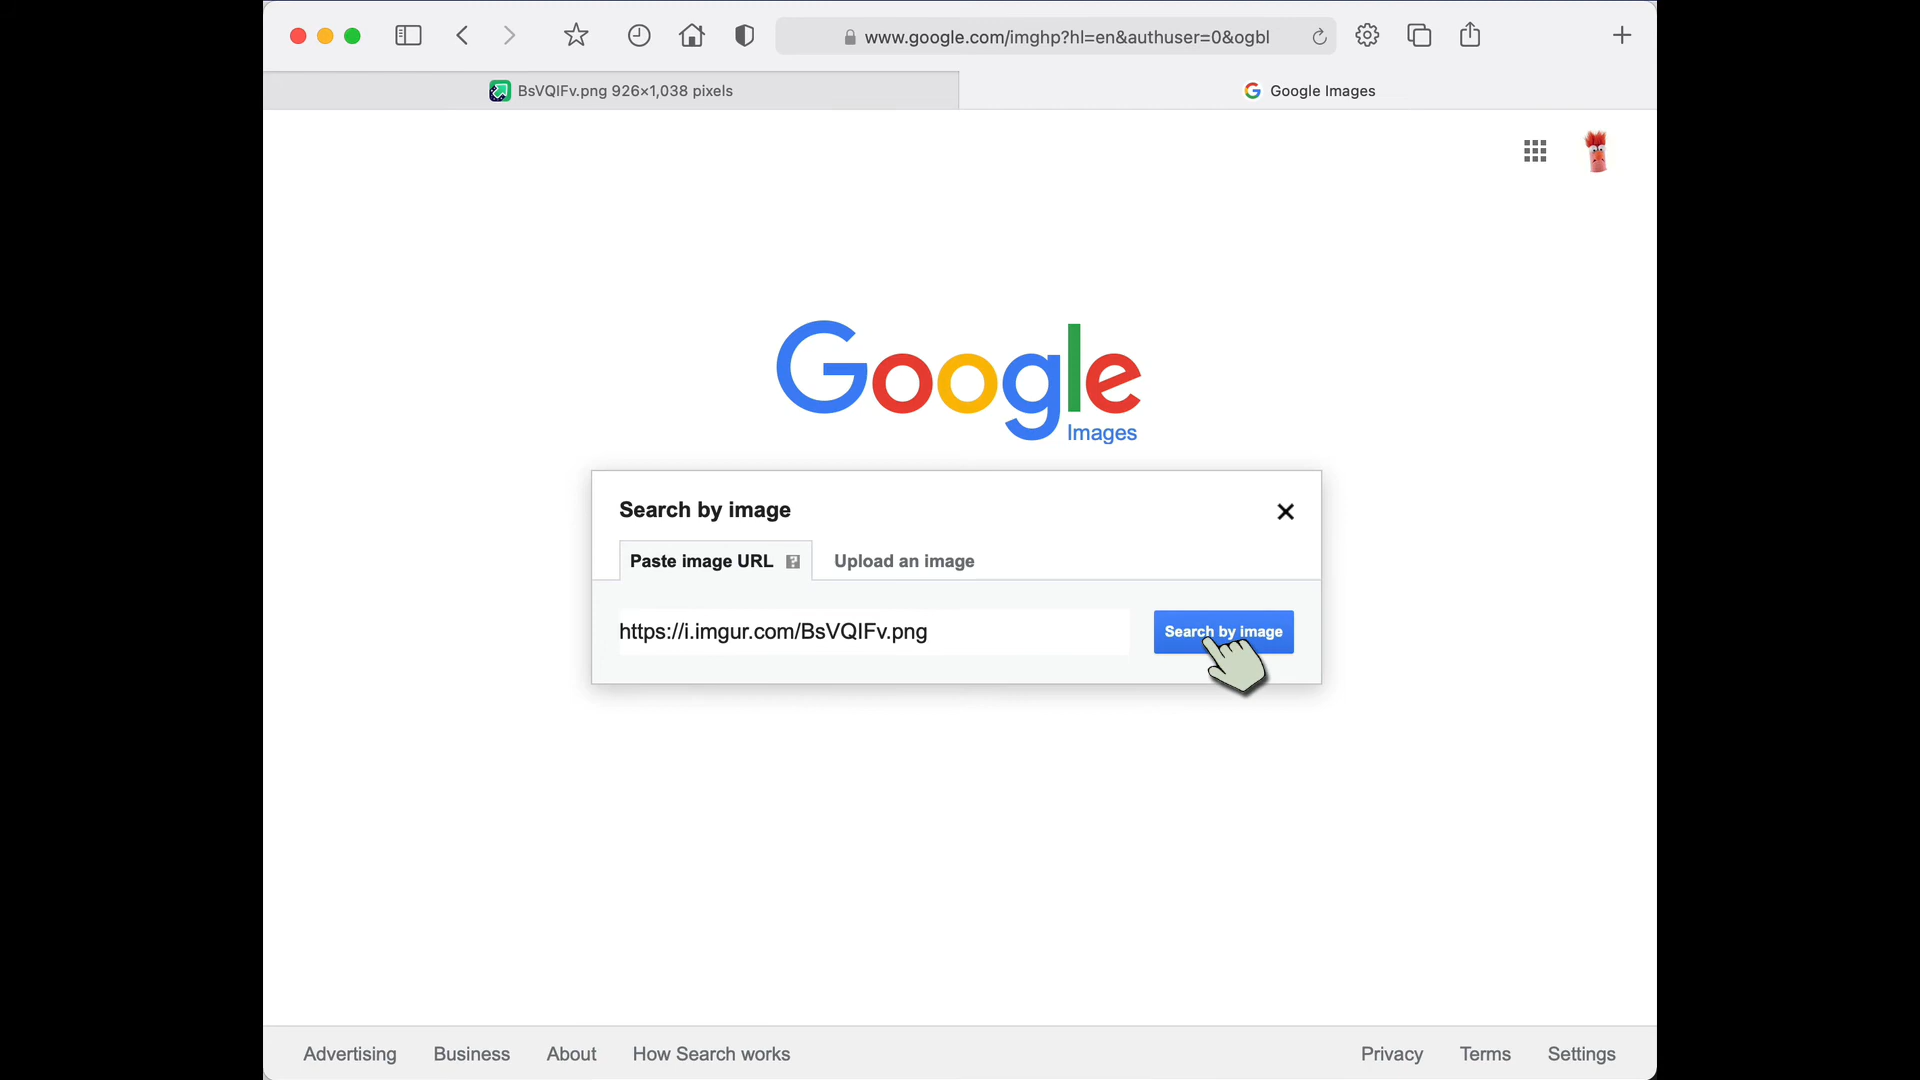 www.google.com/imghp?hl=en&authuser=0&ogbl
BsVQIFv.png 926×1,038 pixels
Google Images
Google
Images
Search by image
Paste image URL ?
Upload an image
https://i.imgur.com/BsVQIFv.png
Search by image
Advertising Business About How Search works Privacy Terms Settings